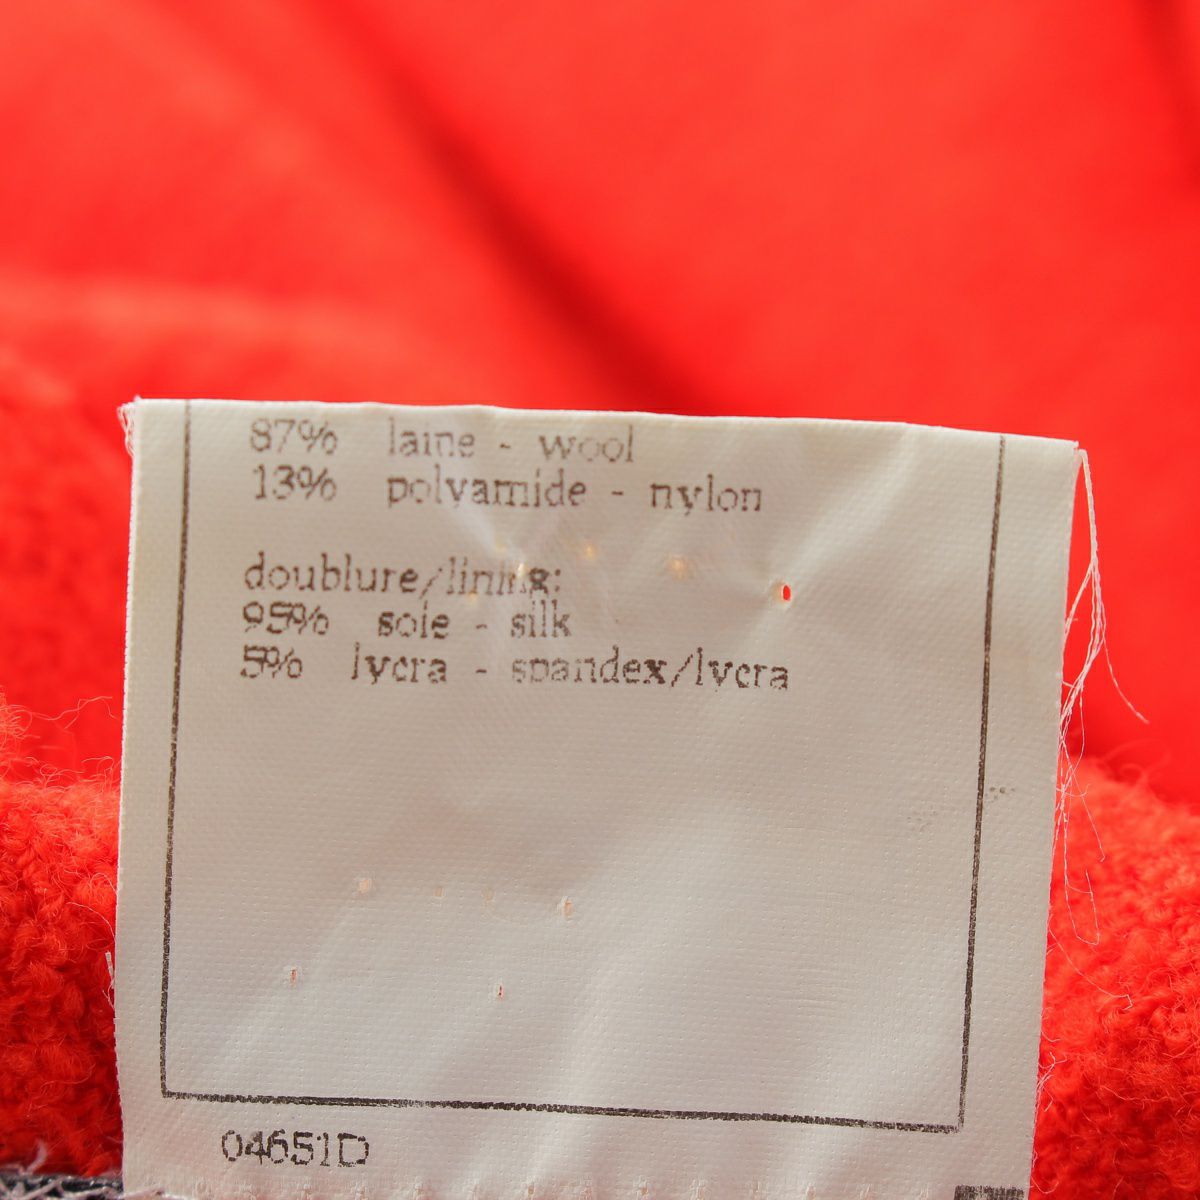 87% laine - wool
13% polyamide - nylon
doublure/lining:
95% soie - silk
5% lycra - spandex/lycra
04651D